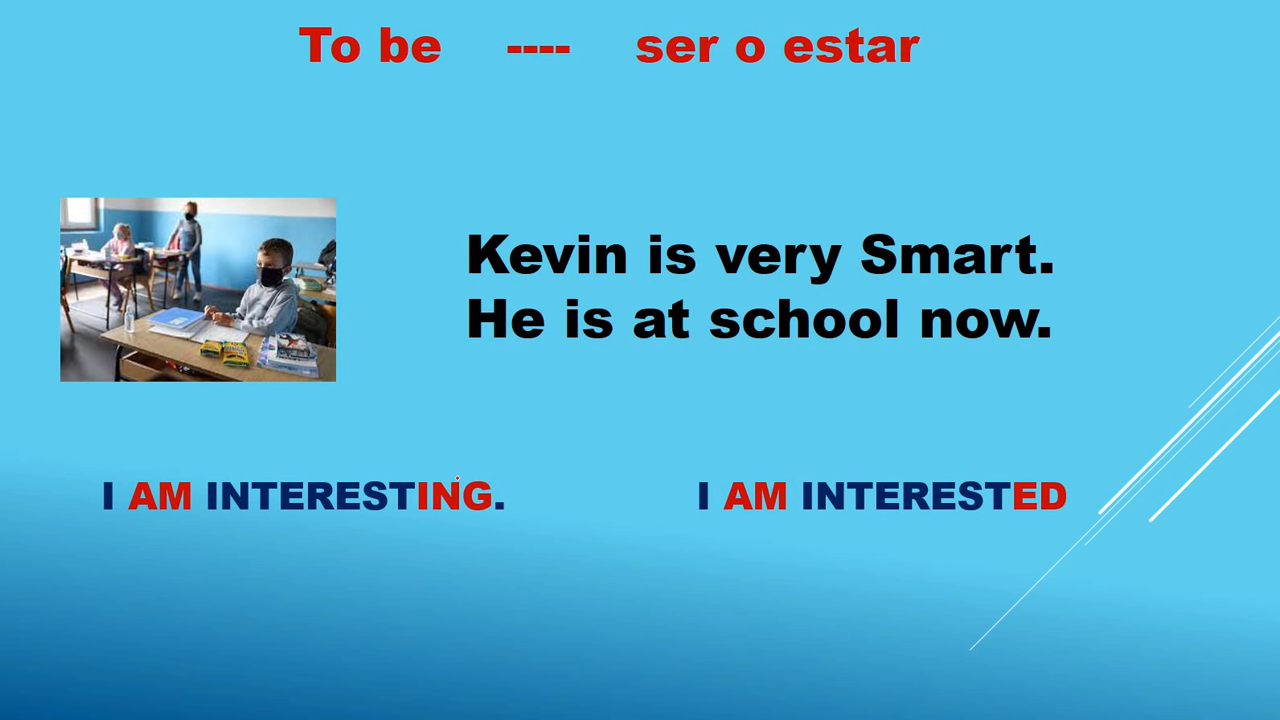 To be ---- ser o estar
Kevin is very Smart.
He is at school now.
I AM INTERESTING.
I AM INTERESTED